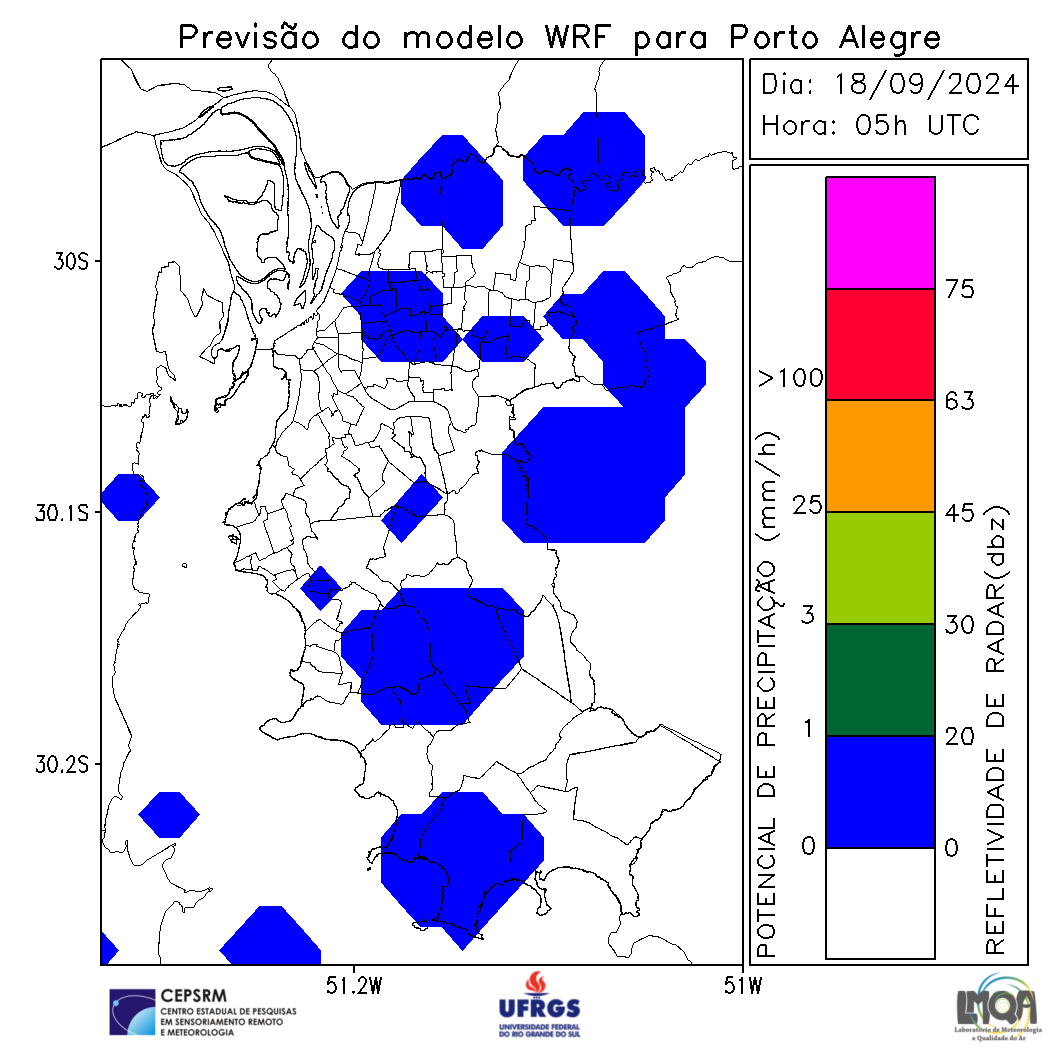 Previsão do modelo WRF para Porto Alegre
Dia: 18/09/2024
Hora: 05h UTC
30S
30.1S
30.2S
51.2W
51W
POTENCIAL DE PRECIPITAÇÃO (mm/h)
>100
25
3
1
0
75
63
45
30
20
0
REFLETIVIDADE DE RADAR(dbz)
CEPSRM
CENTRO ESTADUAL DE PESQUISAS
EM SENSORIAMENTO REMOTO
E METEOROLOGIA
UFRGS
UNIVERSIDADE FEDERAL
DO RIO GRANDE DO SUL
LMQA
Laboratório de Meteorologia
e Qualidade do Ar